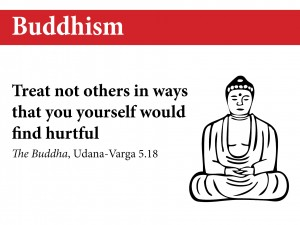 Buddhism
Treat not others in ways
that you yourself would
find hurtful
The Buddha, Udana-Varga 5.18